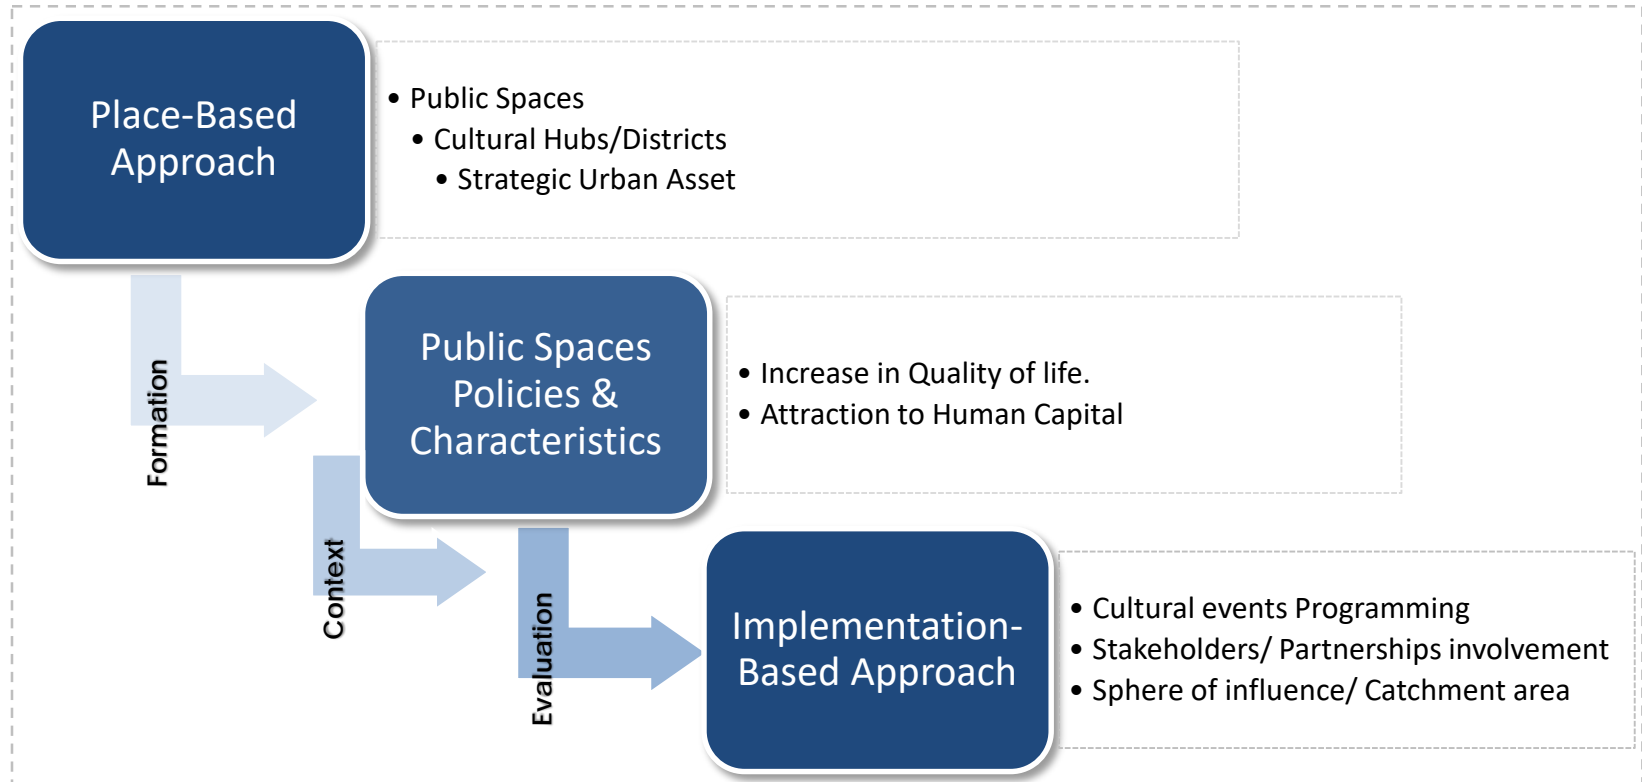 Place-Based
Approach
• Public Spaces
• Cultural Hubs/Districts
• Strategic Urban Asset
Formation
Public Spaces
Policies &
Characteristics
• Increase in Quality of life.
• Attraction to Human Capital
Context
Evaluation
Implementation-
Based Approach
• Cultural events Programming
• Stakeholders/ Partnerships involvement
• Sphere of influence/ Catchment area